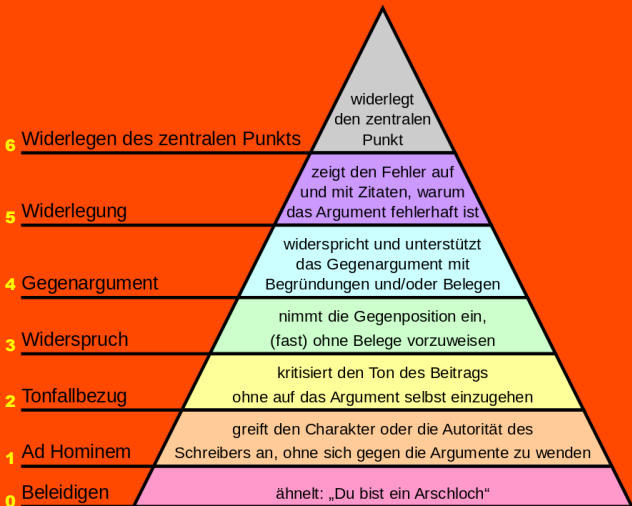 widerlegt
den zentralen
Punkt
6 Widerlegen des zentralen Punkts
zeigt den Fehler auf
und mit Zitaten, warum
das Argument fehlerhaft ist
5 Widerlegung
widerspricht und unterstützt
das Gegenargument mit
Begründungen und/oder Belegen
4 Gegenargument
nimmt die Gegenposition ein,
(fast) ohne Belege vorzuweisen
3 Widerspruch
kritisiert den Ton des Beitrags
ohne auf das Argument selbst einzugehen
2 Tonfallbezug
greift den Charakter oder die Autorität des
Schreibers an, ohne sich gegen die Argumente zu wenden
1 Ad Hominem
ähnelt: „Du bist ein Arschloch“
0 Beleidigen